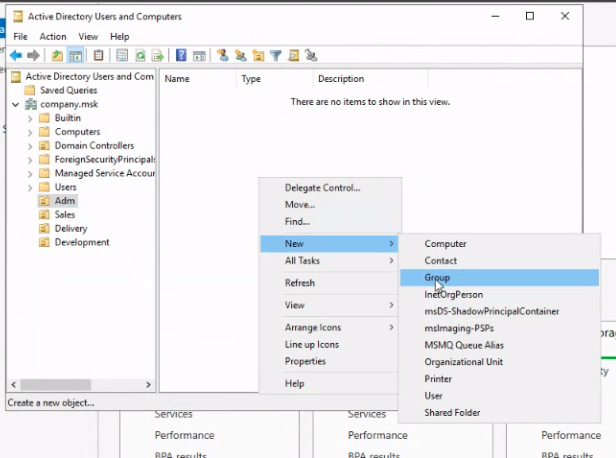 Active Directory Users and Computers
File Action View Help
Active Directory Users and Com
Saved Queries
company.msk
Builtin
Computers
Domain Controllers
ForeignSecurityPrincipals
Managed Service Accour
Users
Adm
Sales
Delivery
Development
Name Type Description
There are no items to show in this view.
Delegate Control...
Move...
Find...
New
All Tasks
Refresh
View
Arrange Icons
Line up Icons
Properties
Help
Computer
Contact
Group
InetOrgPerson
msDS-ShadowPrincipalContainer
msImaging-PSPs
MSMQ Queue Alias
Organizational Unit
Printer
User
Shared Folder
Create a new object...
Services
Performance
BPA results
Services
Performance
BPA results
Performance
BPA results